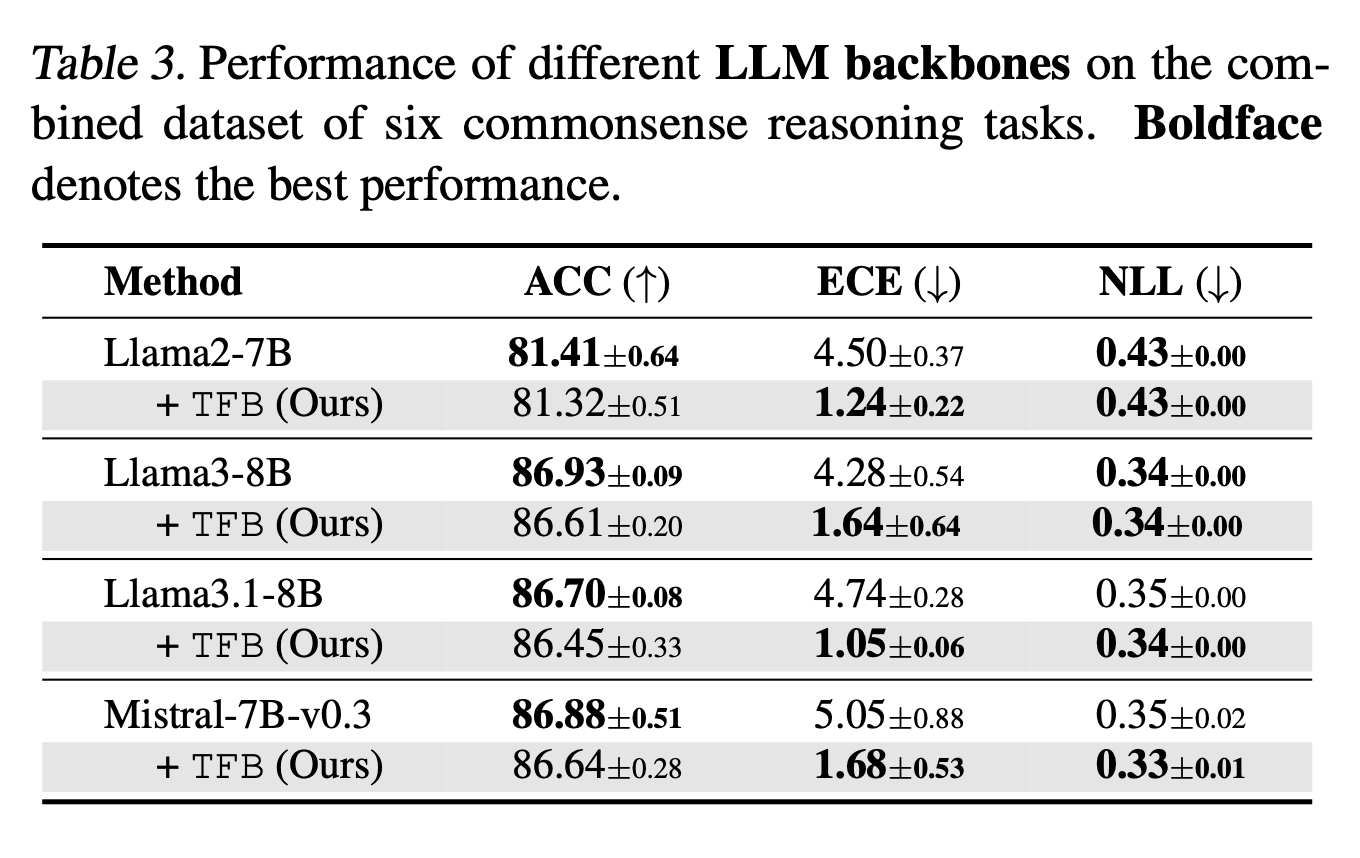 Table 3. Performance of different LLM backbones on the com-
bined dataset of six commonsense reasoning tasks. Boldface
denotes the best performance.
Method ACC (↑) ECE (↓) NLL (↓)
Llama2-7B 81.41±0.64 4.50±0.37 0.43±0.00
+ TFB (Ours) 81.32±0.51 1.24±0.22 0.43±0.00
Llama3-8B 86.93±0.09 4.28±0.54 0.34±0.00
+ TFB (Ours) 86.61±0.20 1.64±0.64 0.34±0.00
Llama3.1-8B 86.70±0.08 4.74±0.28 0.35±0.00
+ TFB (Ours) 86.45±0.33 1.05±0.06 0.34±0.00
Mistral-7B-v0.3 86.88±0.51 5.05±0.88 0.35±0.02
+ TFB (Ours) 86.64±0.28 1.68±0.53 0.33±0.01